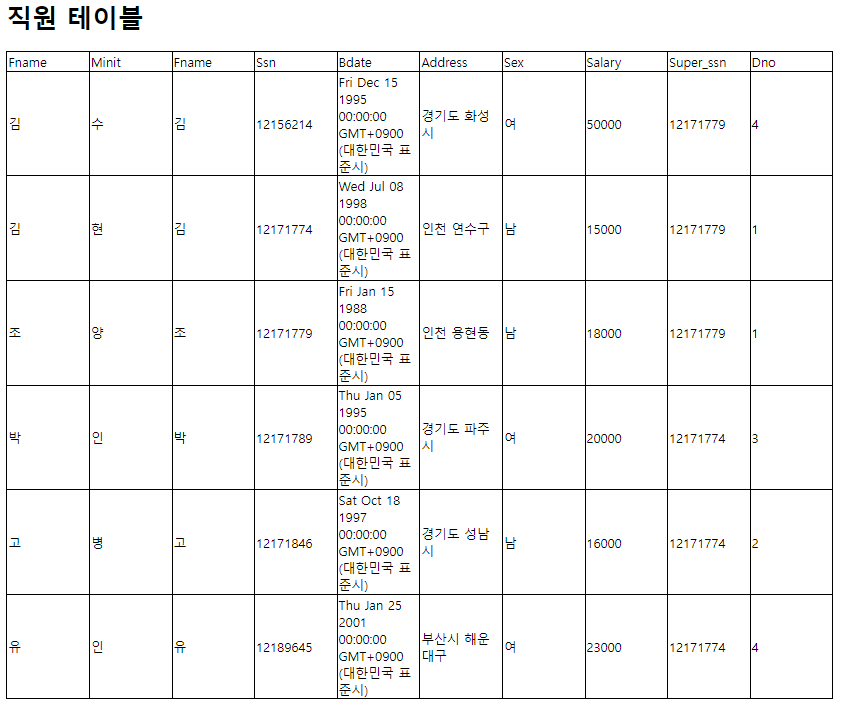 직원 테이블
Fname Minit Fname Ssn Bdate Address Sex Salary Super_ssn Dno
김 수 김 12156214 Fri Dec 15 1995 00:00:00 GMT+0900 (대한민국 표준시) 경기도 화성시 여 50000 12171779 4
김 현 김 12171774 Wed Jul 08 1998 00:00:00 GMT+0900 (대한민국 표준시) 인천 연수구 남 15000 12171779 1
조 양 조 12171779 Fri Jan 15 1988 00:00:00 GMT+0900 (대한민국 표준시) 인천 용현동 남 18000 12171779 1
박 인 박 12171789 Thu Jan 05 1995 00:00:00 GMT+0900 (대한민국 표준시) 경기도 파주시 여 20000 12171774 3
고 병 고 12171846 Sat Oct 18 1997 00:00:00 GMT+0900 (대한민국 표준시) 경기도 성남시 남 16000 12171774 2
유 인 유 12189645 Thu Jan 25 2001 00:00:00 GMT+0900 (대한민국 표준시) 부산시 해운대구 여 23000 12171774 4